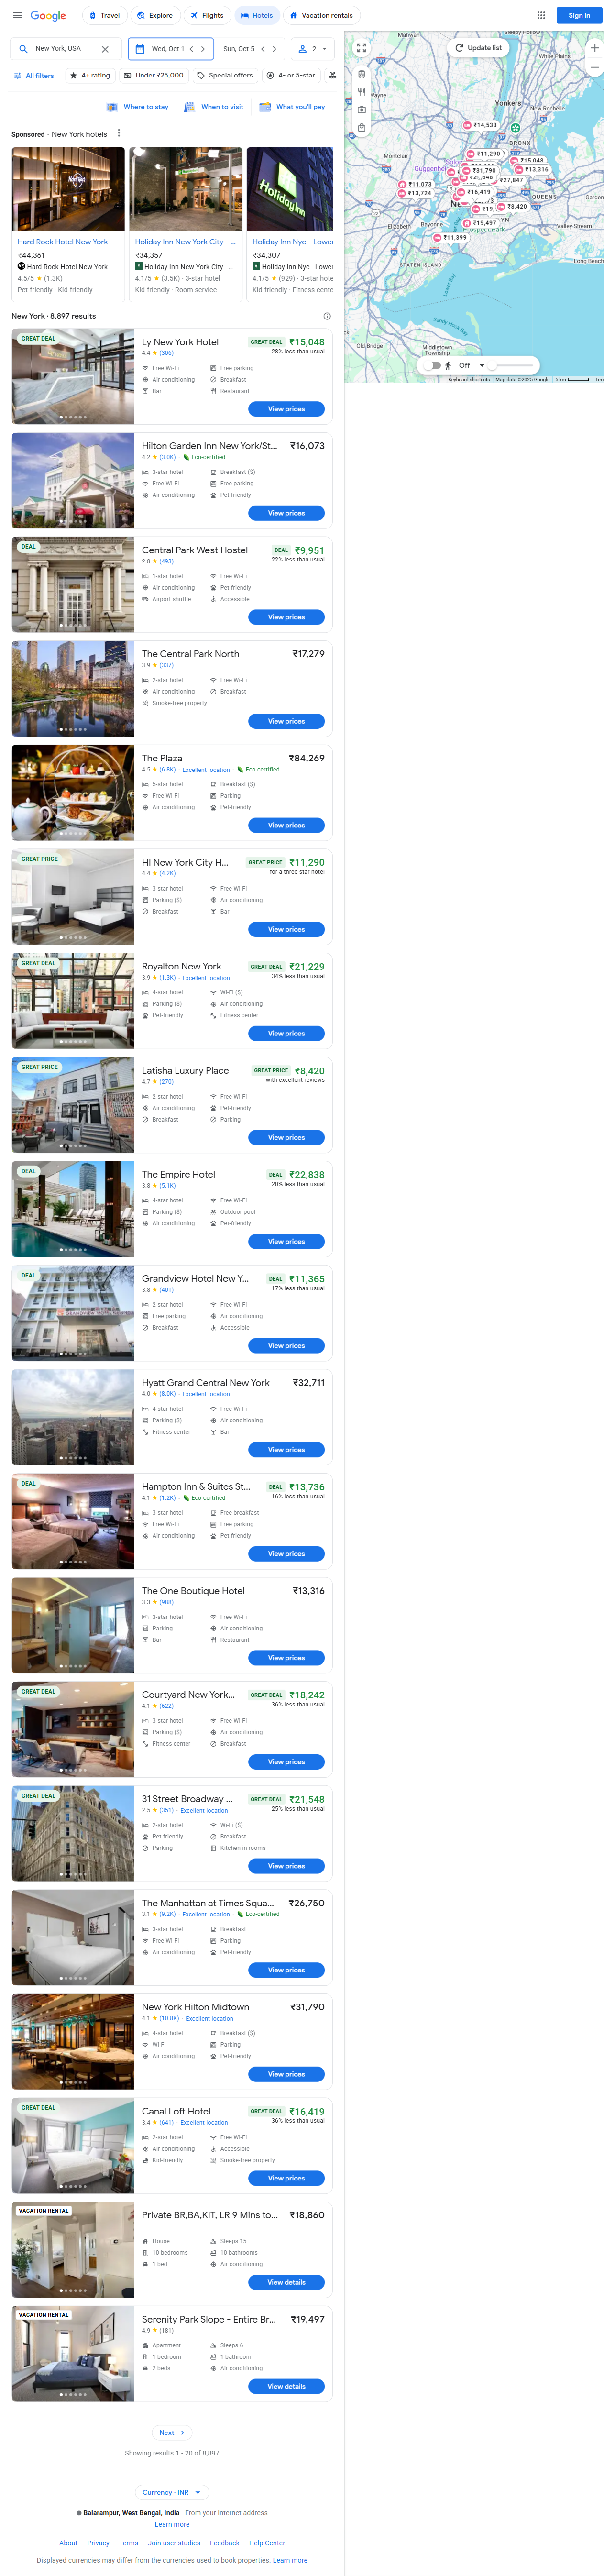 Google
Travel
Explore
Flights
Hotels
Vacation rentals
Sign in
New York, USA
Wed, Oct 1
Sun, Oct 5
2
All filters
4+ rating
Under ₹25,000
Special offers
4- or 5-star
Where to stay
When to visit
What you'll pay
Sponsored · New York hotels
Hard Rock Hotel New York
₹44,361
Hard Rock Hotel New York
4.5/5 ★ (1.3K)
Pet-friendly · Kid-friendly
Holiday Inn New York City - ...
₹34,357
Holiday Inn New York City - ...
4.1/5 ★ (3.5K) · 3-star hotel
Kid-friendly · Room service
Holiday Inn Nyc - Lower
₹34,307
Holiday Inn Nyc - Lower
4.1/5 ★ (929) · 3-star hote
Kid-friendly · Fitness cente
New York · 8,897 results
GREAT DEAL
Ly New York Hotel
GREAT DEAL ₹15,048
4.4 ★ (306)
28% less than usual
Free Wi-Fi
Free parking
Air conditioning
Breakfast
Bar
Restaurant
View prices
Hilton Garden Inn New York/St...
₹16,073
4.2 ★ (3.0K) · Eco-certified
3-star hotel
Breakfast ($)
Free Wi-Fi
Free parking
Air conditioning
Pet-friendly
View prices
DEAL
Central Park West Hostel
DEAL ₹9,951
2.8 ★ (493)
22% less than usual
1-star hotel
Free Wi-Fi
Air conditioning
Pet-friendly
Airport shuttle
Accessible
View prices
The Central Park North
₹17,279
3.9 ★ (337)
2-star hotel
Free Wi-Fi
Air conditioning
Breakfast
Smoke-free property
View prices
The Plaza
₹84,269
4.5 ★ (6.8K) · Excellent location · Eco-certified
5-star hotel
Breakfast ($)
Free Wi-Fi
Parking
Air conditioning
Pet-friendly
View prices
GREAT PRICE
HI New York City H...
GREAT PRICE ₹11,290
4.4 ★ (4.2K)
for a three-star hotel
3-star hotel
Free Wi-Fi
Parking ($)
Air conditioning
Breakfast
Bar
View prices
GREAT DEAL
Royalton New York
GREAT DEAL ₹21,229
3.9 ★ (1.3K) · Excellent location
34% less than usual
4-star hotel
Wi-Fi ($)
Parking ($)
Air conditioning
Pet-friendly
Fitness center
View prices
GREAT PRICE
Latisha Luxury Place
GREAT PRICE ₹8,420
4.7 ★ (270)
with excellent reviews
2-star hotel
Free Wi-Fi
Air conditioning
Pet-friendly
Breakfast
Parking
View prices
DEAL
The Empire Hotel
DEAL ₹22,838
3.8 ★ (5.1K)
20% less than usual
4-star hotel
Free Wi-Fi
Parking ($)
Outdoor pool
Air conditioning
Pet-friendly
View prices
DEAL
Grandview Hotel New Y...
DEAL ₹11,365
3.8 ★ (401)
17% less than usual
2-star hotel
Free Wi-Fi
Free parking
Air conditioning
Breakfast
Accessible
View prices
Hyatt Grand Central New York
₹32,711
4.0 ★ (8.0K) · Excellent location
4-star hotel
Free Wi-Fi
Parking ($)
Air conditioning
Fitness center
Bar
View prices
DEAL
Hampton Inn & Suites St...
DEAL ₹13,736
4.1 ★ (1.2K) · Eco-certified
16% less than usual
3-star hotel
Free breakfast
Free Wi-Fi
Free parking
Air conditioning
Pet-friendly
View prices
The One Boutique Hotel
₹13,316
3.3 ★ (988)
3-star hotel
Free Wi-Fi
Parking
Air conditioning
Bar
Restaurant
View prices
GREAT DEAL
Courtyard New York...
GREAT DEAL ₹18,242
4.1 ★ (622)
36% less than usual
3-star hotel
Free Wi-Fi
Parking ($)
Air conditioning
Fitness center
Breakfast
View prices
GREAT DEAL
31 Street Broadway ...
GREAT DEAL ₹21,548
2.5 ★ (351) · Excellent location
25% less than usual
2-star hotel
Wi-Fi ($)
Pet-friendly
Breakfast
Parking
Kitchen in rooms
View prices
The Manhattan at Times Squa...
₹26,750
3.1 ★ (9.2K) · Excellent location · Eco-certified
3-star hotel
Breakfast
Free Wi-Fi
Parking
Air conditioning
Pet-friendly
View prices
New York Hilton Midtown
₹31,790
4.1 ★ (10.8K) · Excellent location
4-star hotel
Breakfast ($)
Wi-Fi
Parking
Air conditioning
Pet-friendly
View prices
GREAT DEAL
Canal Loft Hotel
GREAT DEAL ₹16,419
3.4 ★ (641) · Excellent location
36% less than usual
2-star hotel
Free Wi-Fi
Air conditioning
Accessible
Kid-friendly
Smoke-free property
View prices
VACATION RENTAL
Private BR,BA,KIT, LR 9 Mins to...
₹18,860
House
Sleeps 15
10 bedrooms
10 bathrooms
1 bed
Air conditioning
View details
VACATION RENTAL
Serenity Park Slope - Entire Br...
₹19,497
4.9 ★ (181)
Apartment
Sleeps 6
1 bedroom
1 bathroom
2 beds
Air conditioning
View details
Next
Showing results 1 - 20 of 8,897
Currency · INR
Balarampur, West Bengal, India · From your Internet address
Learn more
About
Privacy
Terms
Join user studies
Feedback
Help Center
Displayed currencies may differ from the currencies used to book properties. Learn more
Update list
Mahwah
White Plains
Wayne
Yonkers
New Rochelle
₹14,533
BRONX
Montclair
₹11,290
₹15,048
₹31,790
₹13,316
₹27,847
₹11,073
₹13,724
₹16,419
QUEENS
Garden
₹8,420
₹19,497
Elizabeth
Bayonne
Valley Stream
₹11,399
STATEN ISLAND
Long Beach
Lower Bay
Sandy Hook Bay
Old Bridge
Middletown
Township
Off
Keyboard shortcuts
Map data ©2025 Google
5 km
Terr